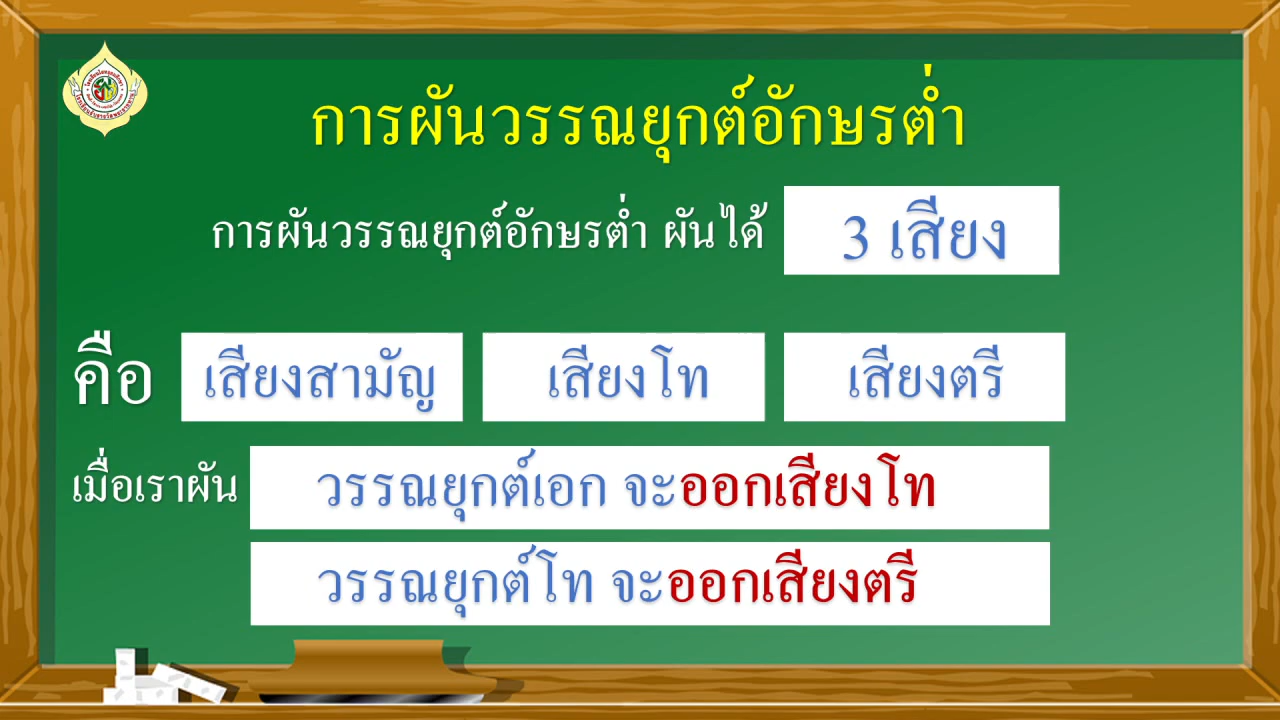 การผันวรรณยุกต์อักษรต่ำ
การผันวรรณยุกต์อักษรต่ำ ผันได้ 3 เสียง
คือ เสียงสามัญ เสียงโท เสียงตรี
เมื่อเราผัน วรรณยุกต์เอก จะออกเสียงโท
วรรณยุกต์โท จะออกเสียงตรี